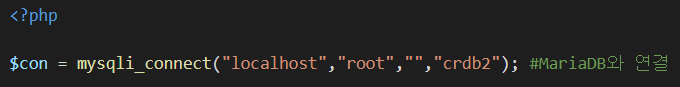 <?php
$con = mysqli_connect("localhost","root","","crdb2"); #MariaDB와 연결